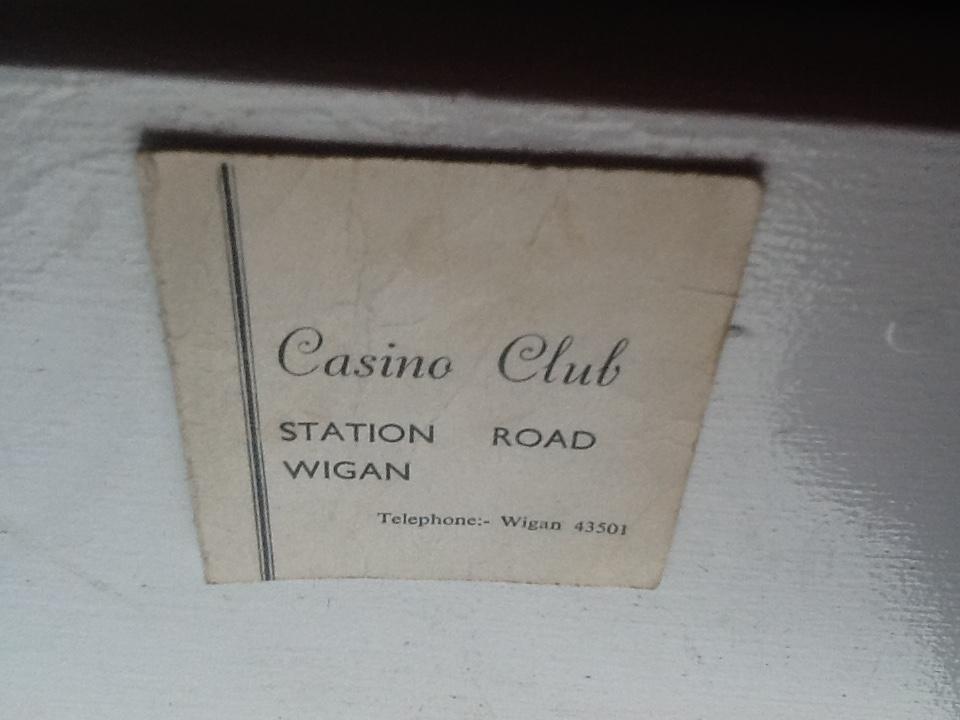 Casino Club
STATION ROAD
WIGAN
Telephone:- Wigan 43501